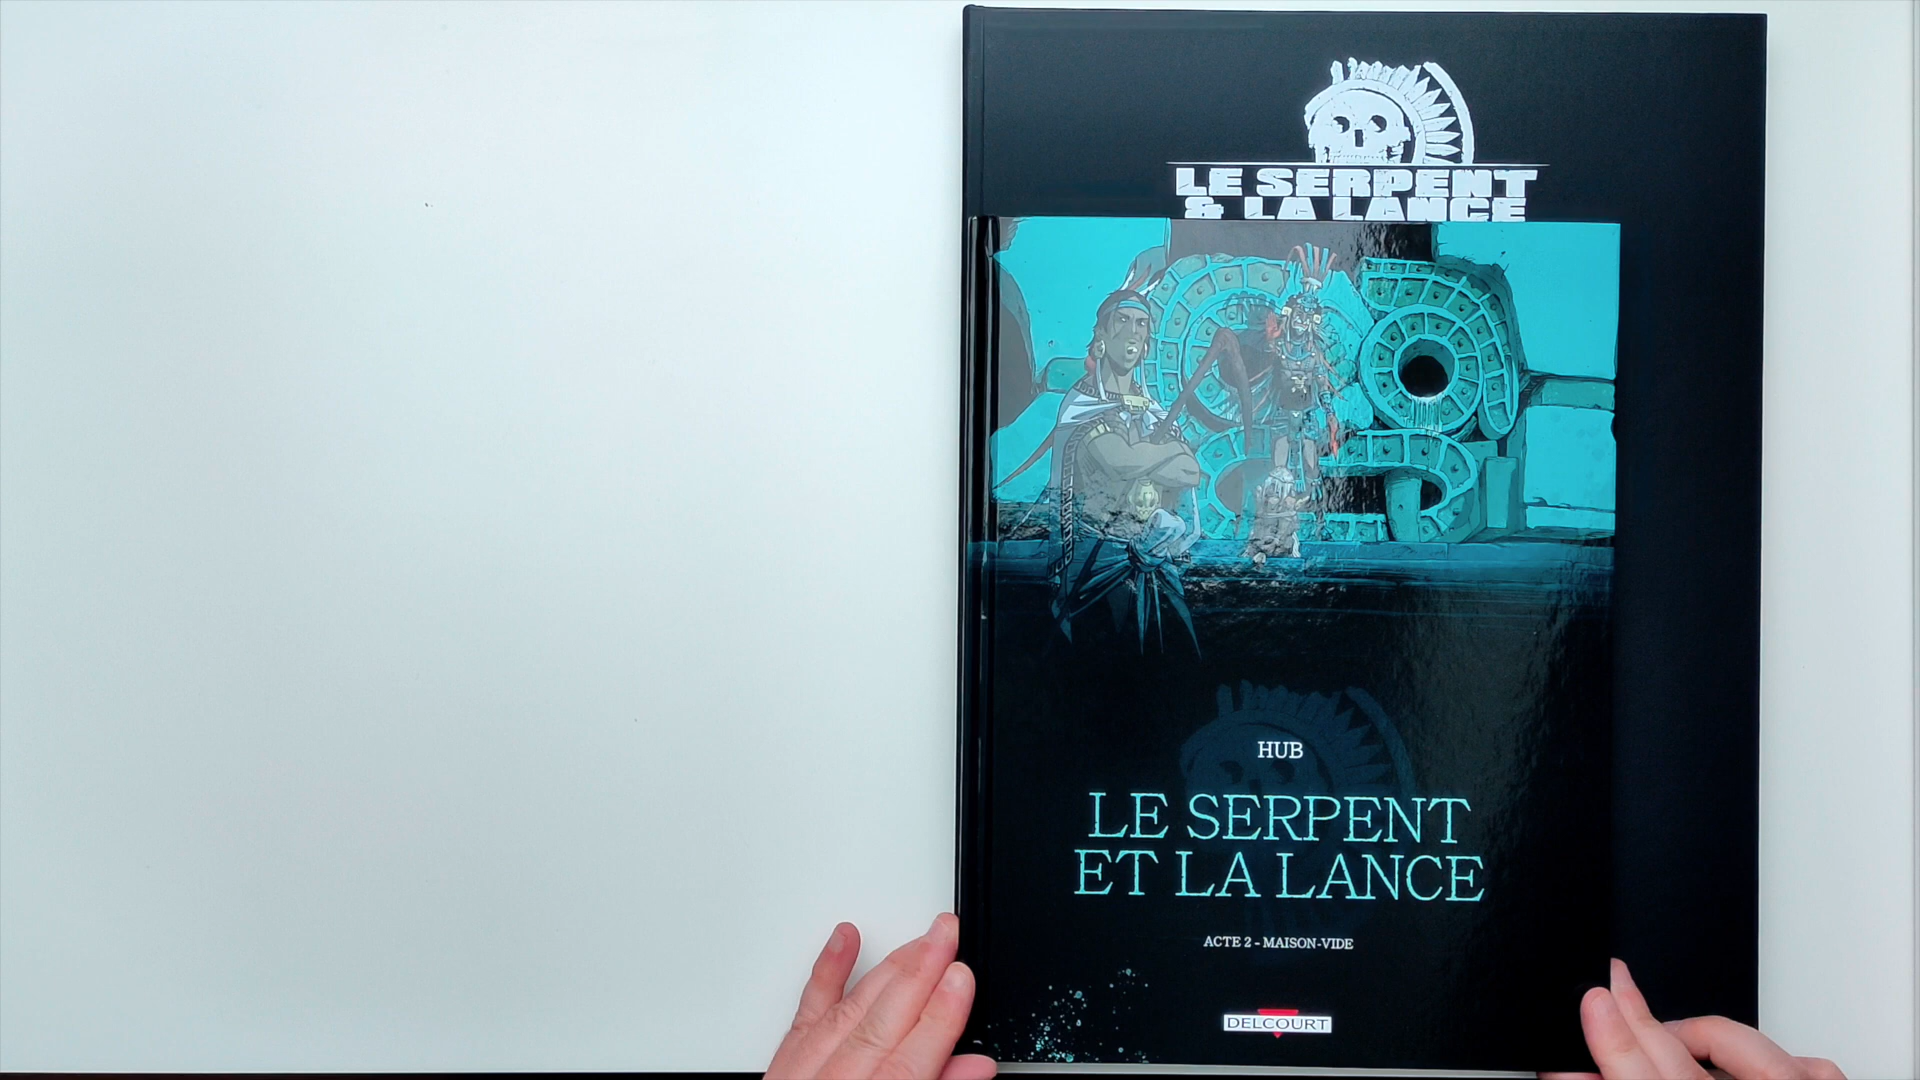 LE SERPENT
& LA LANCE
HUB
LE SERPENT
ET LA LANCE
ACTE 2 - MAISON-VIDE
DELCOURT